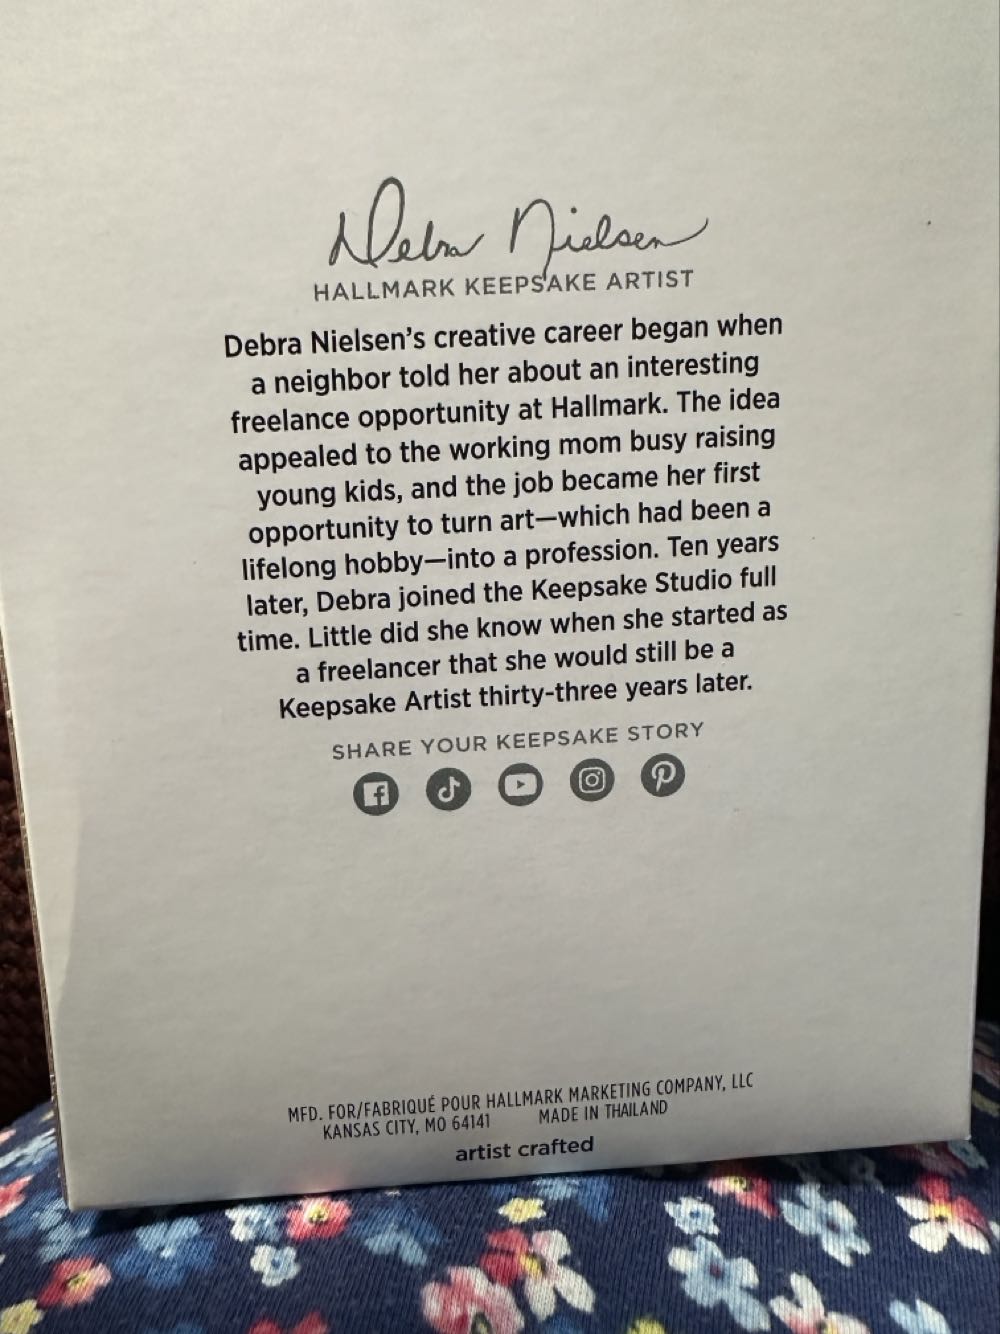 Debra Nielsen
HALLMARK KEEPSAKE ARTIST
Debra Nielsen’s creative career began when
a neighbor told her about an interesting
freelance opportunity at Hallmark. The idea
appealed to the working mom busy raising
young kids, and the job became her first
opportunity to turn art—which had been a
lifelong hobby—into a profession. Ten years
later, Debra joined the Keepsake Studio full
time. Little did she know when she started as
a freelancer that she would still be a
Keepsake Artist thirty-three years later.
SHARE YOUR KEEPSAKE STORY
MFD. FOR/FABRIQUÉ POUR HALLMARK MARKETING COMPANY, LLC
KANSAS CITY, MO 64141 MADE IN THAILAND
artist crafted